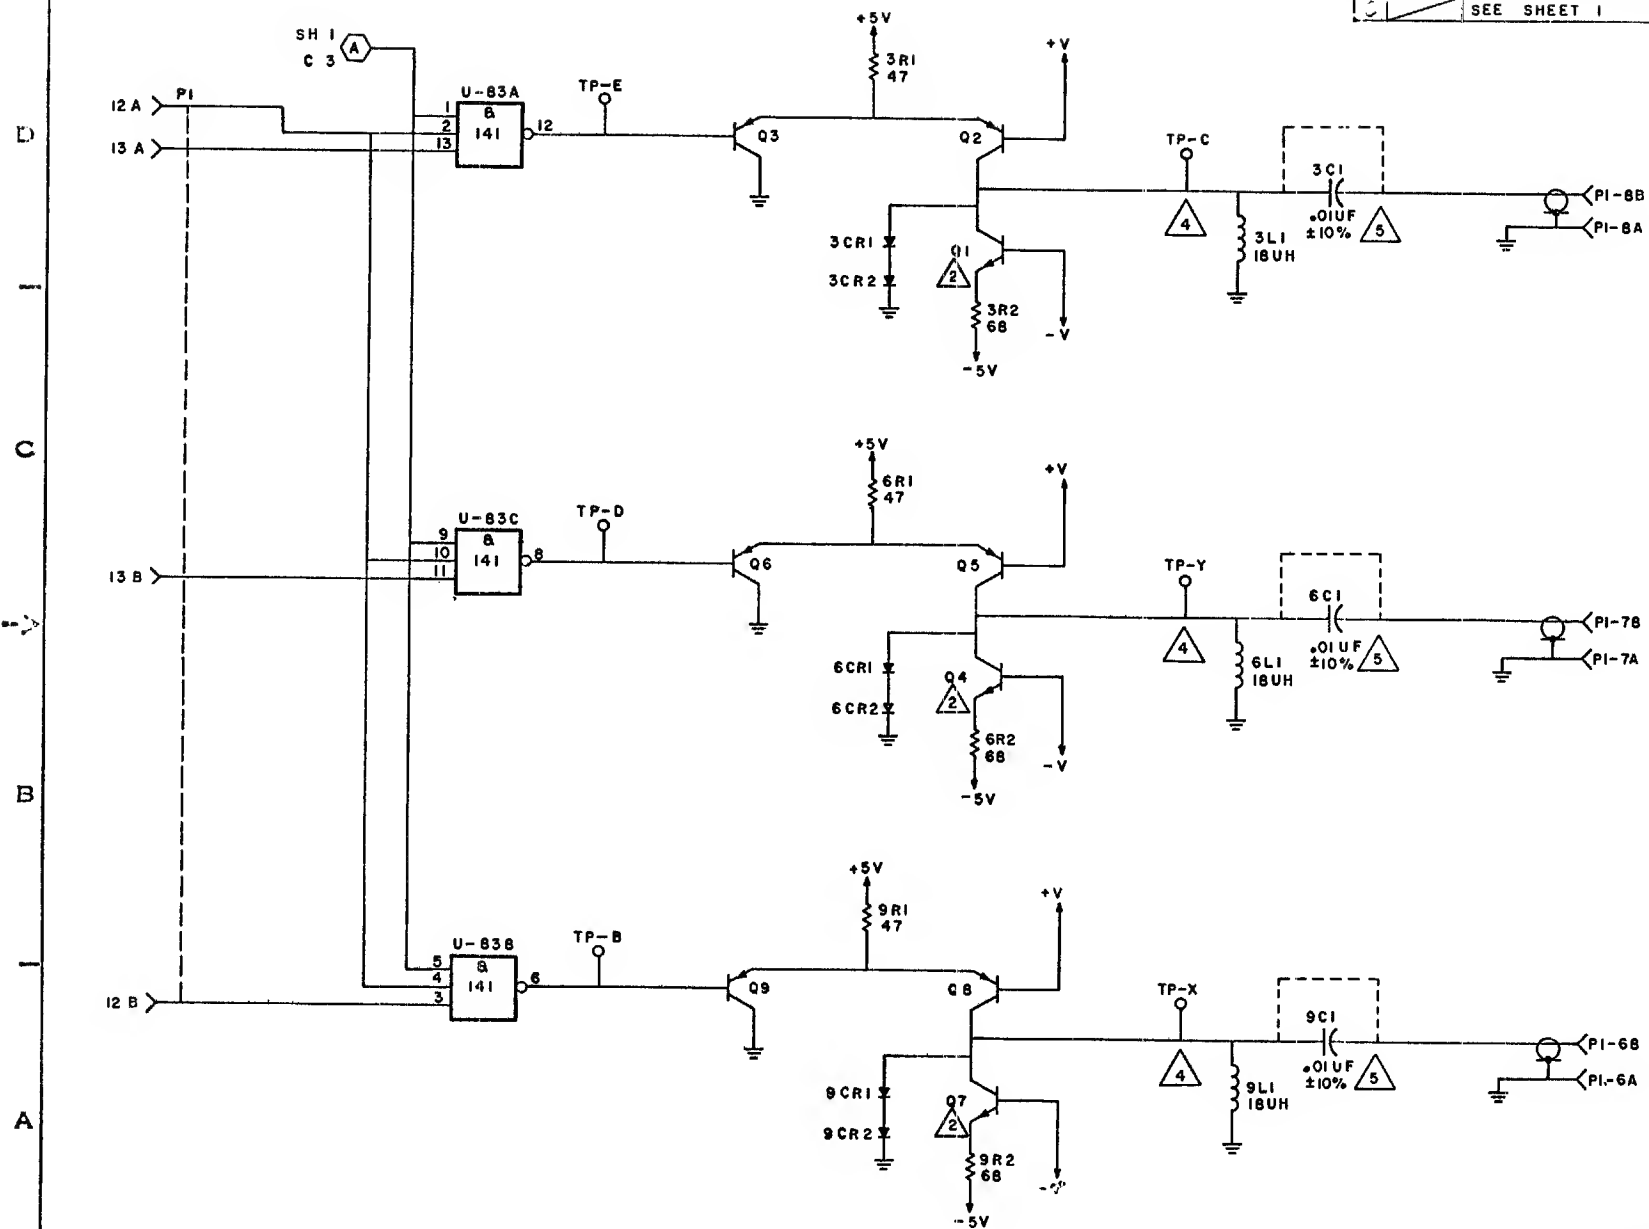 SEE SHEET 1
SH 1
C 3
A
+5V
3R1
47
+V
12A
P1
U-83A
TP-E
1
2
13
&
141
12
D
13A
Q3
Q2
TP-C
3C1
.01UF
±10%
4
5
P1-8B
P1-8A
3L1
18UH
3CR1
3CR2
Q1
2
3R2
68
-V
-5V
C
+5V
6R1
47
+V
U-83C
TP-D
9
10
11
&
141
8
13B
Q6
Q5
TP-Y
6C1
.01UF
±10%
4
5
P1-7B
P1-7A
6L1
18UH
6CR1
6CR2
Q4
2
6R2
68
-V
-5V
B
+5V
9R1
47
+V
U-83B
TP-B
5
4
3
&
141
6
12B
Q9
Q8
TP-X
9C1
.01UF
±10%
4
5
P1-6B
P1-6A
9L1
18UH
9CR1
9CR2
Q7
2
9R2
68
-5V
A